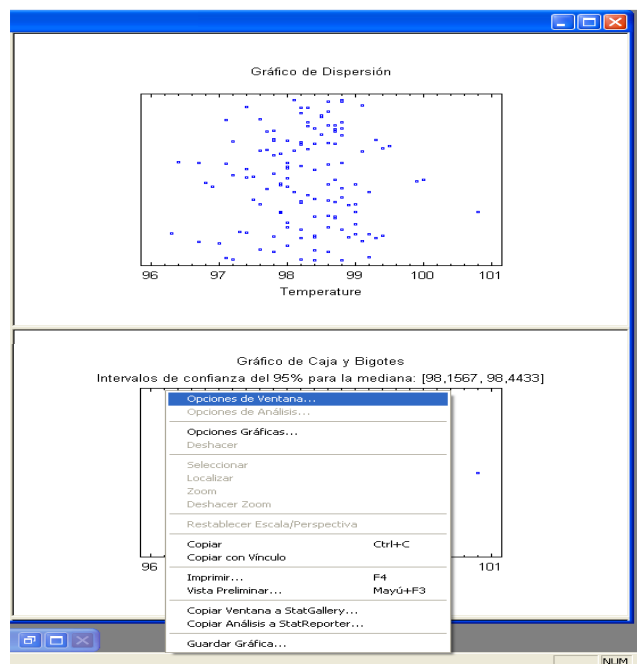 Gráfico de Dispersión
96 97 98 99 100 101
Temperature
Gráfico de Caja y Bigotes
Intervalos de confianza del 95% para la mediana: [98,1567, 98,4433]
Opciones de Ventana...
Opciones de Análisis...
Opciones Gráficas...
Deshacer
Seleccionar
Localizar
Zoom
Deshacer Zoom
Restablecer Escala/Perspectiva
Copiar Ctrl+C
Copiar con Vínculo
96 101
Imprimir... F4
Vista Preliminar... Mayú+F3
Copiar Ventana a StatGallery...
Copiar Análisis a StatReporter...
Guardar Gráfica...
NUM